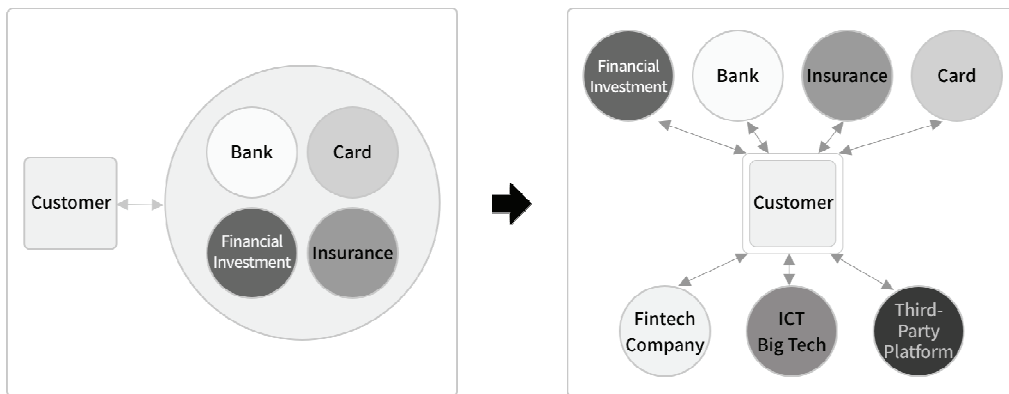 Customer
Bank
Card
Financial
Investment
Insurance
Financial
Investment
Bank
Insurance
Card
Customer
Fintech
Company
ICT
Big Tech
Third-
Party
Platform